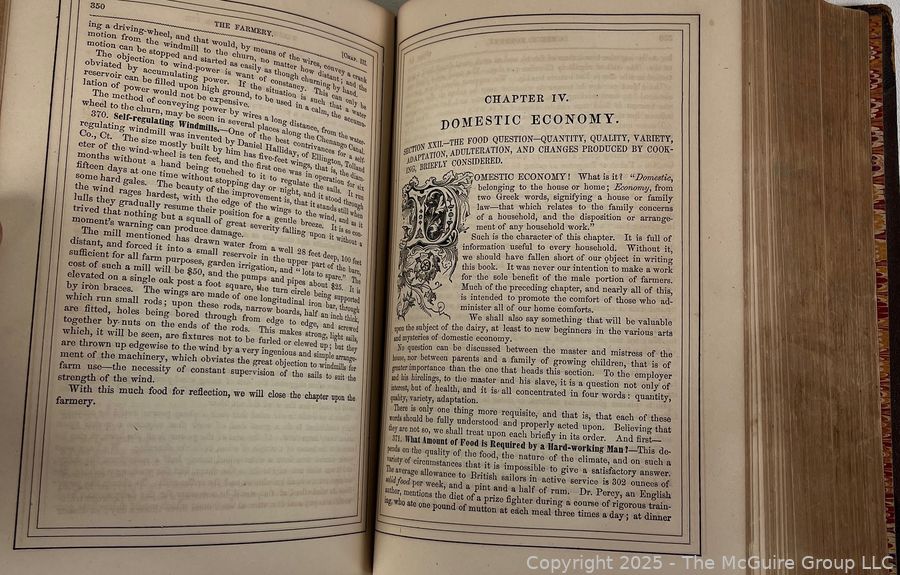 350
THE FARMERY.
[CHAP. III.
ing a driving-wheel, and that would, by means of the wires, convey a crank
motion from the windmill to the churn, no matter how distant; and the
motion can be stopped and started as easily as though churning by hand.
The objection to wind-power is want of constancy. This can only be
obviated by accumulating power. If the situation is such that a water
reservoir can be filled upon high ground, to be used in a calm, the accumu-
lation of power would not be expensive.
The method of conveying power by wires a long distance, from the water-
wheel to the churn, may be seen in several places along the Chenango Canal.
370. Self-regulating Windmills.—One of the best contrivances for a self-
regulating windmill was invented by Daniel Halliday, of Ellington, Tolland
Co., Ct. The size mostly built by him has five-feet wings, that is, the diam-
eter of the wind-wheel is ten feet, and the first one was in operation for six
months without a hand being touched to it to regulate the sails. It run
fifteen days at one time without stopping day or night, and it stood through
some hard gales. The beauty of the improvement is, that it stands still when
the wind rages hardest, with the edge of the wings to the wind, and as it
lulls they gradually resume their position for a gentle breeze. It is so con-
trived that nothing but a squall of great severity falling upon it without a
moment's warning can produce damage.
The mill mentioned has drawn water from a well 28 feet deep, 100 feet
distant, and forced it into a small reservoir in the upper part of the barn,
sufficient for all farm purposes, garden irrigation, and "lots to spare." The
cost of such a mill will be $50, and the pumps and pipes about $25. It is
elevated on a single oak post a foot square, the turn circle being supported
by iron braces. The wings are made of one longitudinal iron bar, through
which run small rods; upon these rods, narrow boards, half an inch thick,
are fitted, holes being bored through from edge to edge, and screwed
together by nuts on the ends of the rods. This makes strong, light sails,
which, it will be seen, are fixtures not to be furled or clewed up; but they
are thrown up edgewise to the wind by a very ingenious and simple arrange-
ment of the machinery, which obviates the great objection to windmills for
farm use—the necessity of constant supervision of the sails to suit the
strength of the wind.
With this much food for reflection, we will close the chapter upon the
farmery.
CHAPTER IV.
DOMESTIC ECONOMY.
SECTION XXII.—THE FOOD QUESTION—QUANTITY, QUALITY, VARIETY,
ADAPTATION, ADULTERATION, AND CHANGES PRODUCED BY COOK-
ING, BRIEFLY CONSIDERED.
DOMESTIC ECONOMY! What is it? "Domestic,
belonging to the house or home; Economy, from
two Greek words, signifying a house or family
law—that which relates to the family concerns
of a household, and the disposition or arrange-
ment of any household work."
Such is the character of this chapter. It is full of
information useful to every household. Without it,
we should have fallen short of our object in writing
this book. It was never our intention to make a work
for the sole benefit of the male portion of farmers.
Much of the preceding chapter, and nearly all of this,
is intended to promote the comfort of those who ad-
minister all of our home comforts.
We shall also say something that will be valuable
upon the subject of the dairy, at least to new beginners in the various arts
and mysteries of domestic economy.
No question can be discussed between the master and mistress of the
house, nor between parents and a family of growing children, that is of
greater importance than the one that heads this section. To the employer
and his hirelings, to the master and his slave, it is a question not only of
interest, but of health, and it is all concentrated in four words: quantity,
quality, variety, adaptation.
There is only one thing more requisite, and that is, that each of these
words should be fully understood and properly acted upon. Believing that
they are not so, we shall treat upon each briefly in its order. And first—
371. What Amount of Food is Required by a Hard-working Man?—This de-
pends on the quality of the food, the nature of the climate, and on such a
variety of circumstances that it is impossible to give a satisfactory answer.
The average allowance to British sailors in active service is 302 ounces of
solid food per week, and a pint and a half of rum. Dr. Percy, an English
author, mentions the diet of a prize fighter during a course of rigorous train-
ing, who ate one pound of mutton at each meal three times a day; at dinner
Copyright 2025 - The McGuire Group LLC